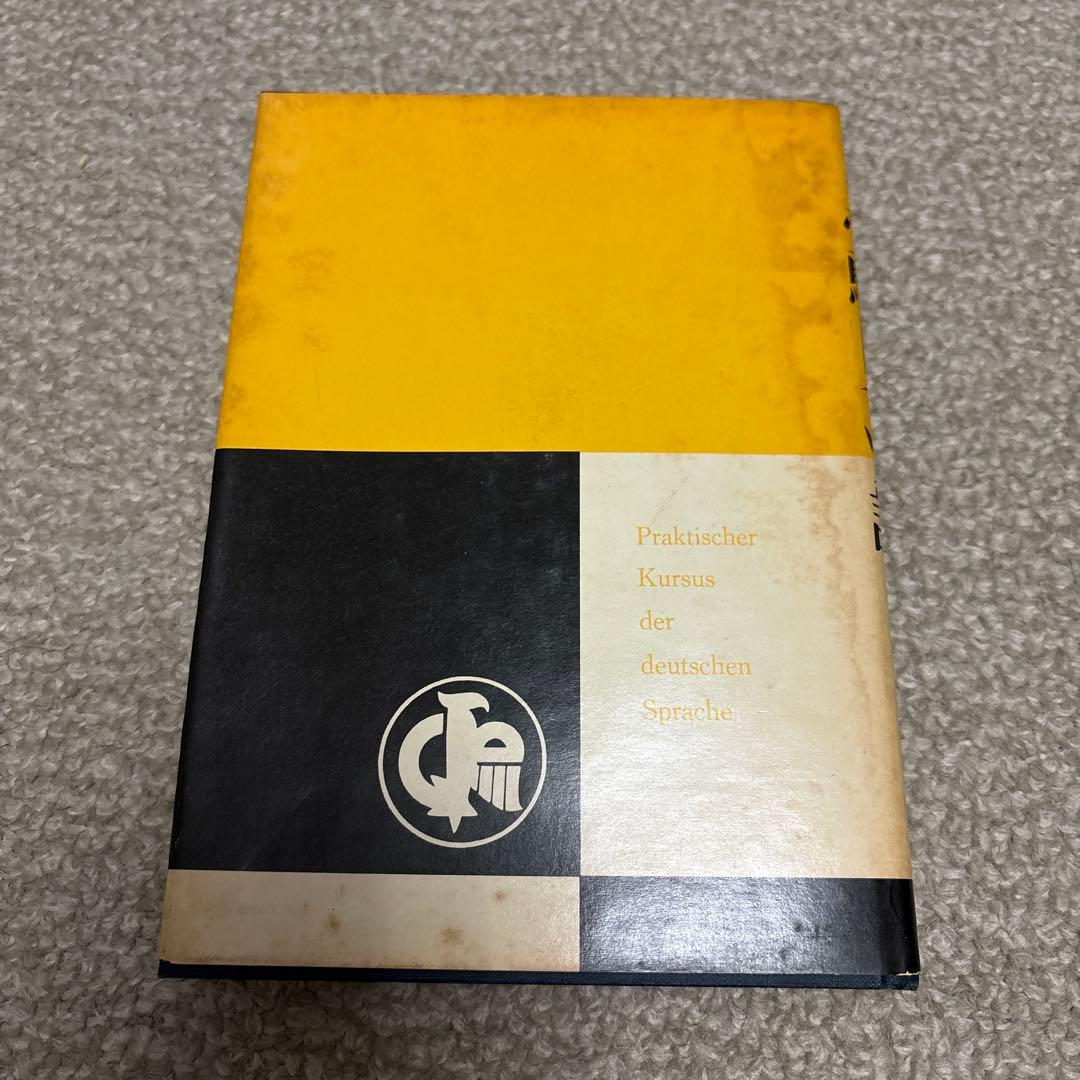 Praktischer
Kursus
der
deutschen
Sprache